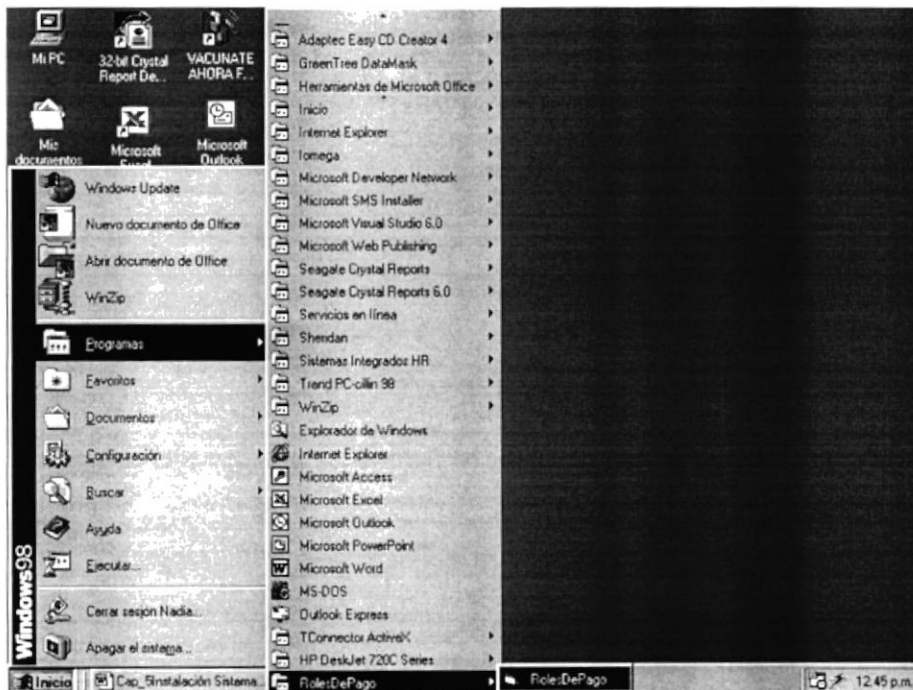 Mi PC
32-bit Crystal Report De...
VACUNATE AHORA F...
Mis documentos
Microsoft Excel
Microsoft Outlook
Windows Update
Nuevo documento de Office
Abrir documento de Office
WinZip
Programas
Favoritos
Documentos
Configuración
Buscar
Ayuda
Ejecutar...
Cerrar sesión Nadia...
Apagar el sistema...
Windows98
Adaptec Easy CD Creator 4
GreenTree DataMask
Herramientas de Microsoft Office
Inicio
Internet Explorer
Iomega
Microsoft Developer Network
Microsoft SMS Installer
Microsoft Visual Studio 6.0
Microsoft Web Publishing
Seagate Crystal Reports
Seagate Crystal Reports 6.0
Servicios en línea
Sheridan
Sistemas Integrados HR
Trend PC-cillin 98
WinZip
Explorador de Windows
Internet Explorer
Microsoft Access
Microsoft Excel
Microsoft Outlook
Microsoft PowerPoint
Microsoft Word
MS-DOS
Outlook Express
TConnector ActiveX
HP DeskJet 720C Series
RolesDePago
RolesDePago
Inicio
Cap_5Instalación Sistema...
12:45 p.m.